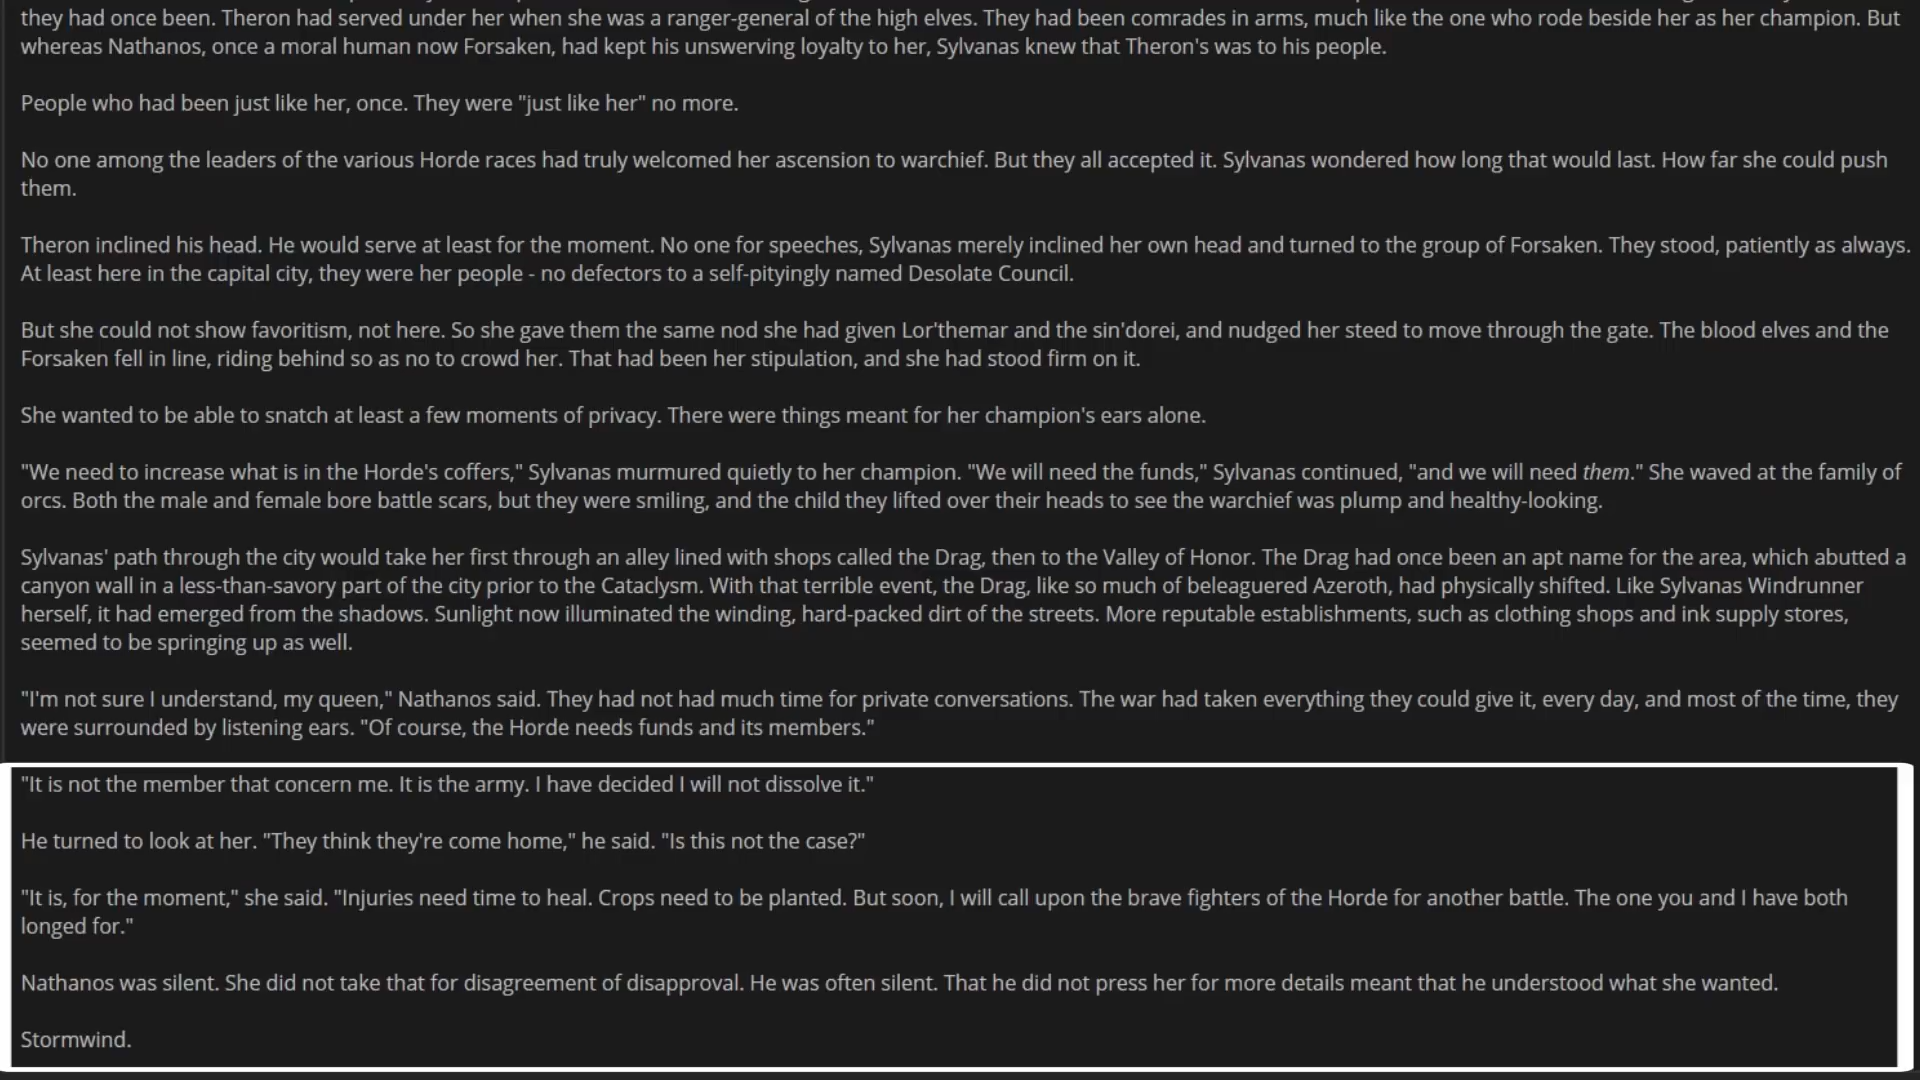 they had once been. Theron had served under her when she was a ranger-general of the high elves. They had been comrades in arms, much like the one who rode beside her as her champion. But
whereas Nathanos, once a moral human now Forsaken, had kept his unswerving loyalty to her, Sylvanas knew that Theron's was to his people.
People who had been just like her, once. They were "just like her" no more.
No one among the leaders of the various Horde races had truly welcomed her ascension to warchief. But they all accepted it. Sylvanas wondered how long that would last. How far she could push
them.
Theron inclined his head. He would serve at least for the moment. No one for speeches, Sylvanas merely inclined her own head and turned to the group of Forsaken. They stood, patiently as always.
At least here in the capital city, they were her people - no defectors to a self-pityingly named Desolate Council.
But she could not show favoritism, not here. So she gave them the same nod she had given Lor'themar and the sin'dorei, and nudged her steed to move through the gate. The blood elves and the
Forsaken fell in line, riding behind so as no to crowd her. That had been her stipulation, and she had stood firm on it.
She wanted to be able to snatch at least a few moments of privacy. There were things meant for her champion's ears alone.
"We need to increase what is in the Horde's coffers," Sylvanas murmured quietly to her champion. "We will need the funds," Sylvanas continued, "and we will need them." She waved at the family of
orcs. Both the male and female bore battle scars, but they were smiling, and the child they lifted over their heads to see the warchief was plump and healthy-looking.
Sylvanas' path through the city would take her first through an alley lined with shops called the Drag, then to the Valley of Honor. The Drag had once been an apt name for the area, which abutted a
canyon wall in a less-than-savory part of the city prior to the Cataclysm. With that terrible event, the Drag, like so much of beleaguered Azeroth, had physically shifted. Like Sylvanas Windrunner
herself, it had emerged from the shadows. Sunlight now illuminated the winding, hard-packed dirt of the streets. More reputable establishments, such as clothing shops and ink supply stores,
seemed to be springing up as well.
"I'm not sure I understand, my queen," Nathanos said. They had not had much time for private conversations. The war had taken everything they could give it, every day, and most of the time, they
were surrounded by listening ears. "Of course, the Horde needs funds and its members."
"It is not the member that concern me. It is the army. I have decided I will not dissolve it."
He turned to look at her. "They think they're come home," he said. "Is this not the case?"
"It is, for the moment," she said. "Injuries need time to heal. Crops need to be planted. But soon, I will call upon the brave fighters of the Horde for another battle. The one you and I have both
longed for."
Nathanos was silent. She did not take that for disagreement of disapproval. He was often silent. That he did not press her for more details meant that he understood what she wanted.
Stormwind.